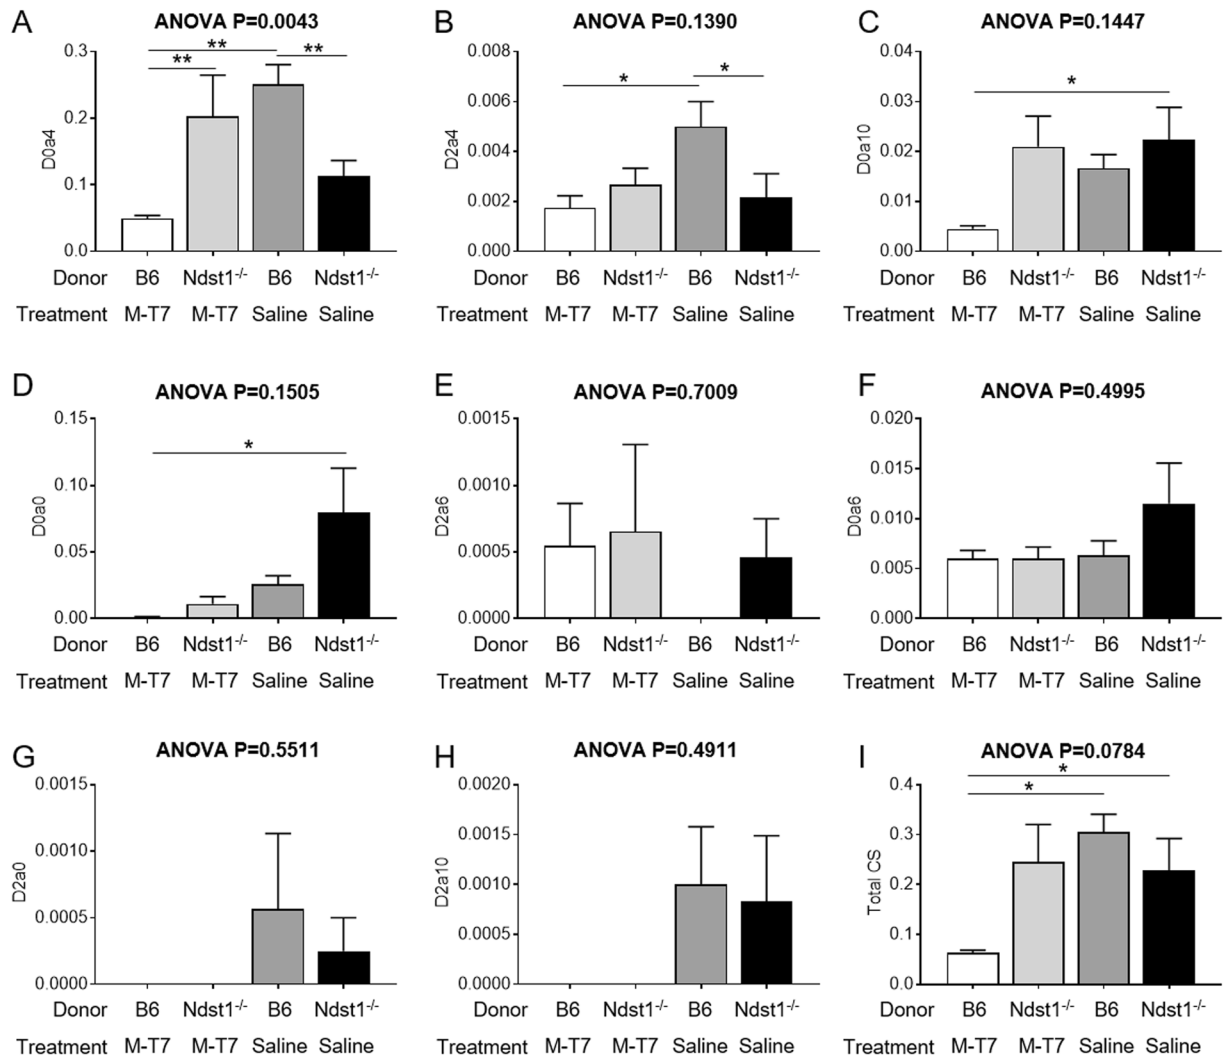 A
ANOVA P=0.0043
0.3
0.2
0.1
0.0
D0a4
** ** **
Donor B6 Ndst1-/- B6 Ndst1-/-
Treatment M-T7 M-T7 Saline Saline
B
ANOVA P=0.1390
0.008
0.006
0.004
0.002
0.000
D2a4
* *
Donor B6 Ndst1-/- B6 Ndst1-/-
Treatment M-T7 M-T7 Saline Saline
C
ANOVA P=0.1447
0.04
0.03
0.02
0.01
0.00
D0a10
*
Donor B6 Ndst1-/- B6 Ndst1-/-
Treatment M-T7 M-T7 Saline Saline
D
ANOVA P=0.1505
0.15
0.10
0.05
0.00
D0a0
*
Donor B6 Ndst1-/- B6 Ndst1-/-
Treatment M-T7 M-T7 Saline Saline
E
ANOVA P=0.7009
0.0015
0.0010
0.0005
0.0000
D2a6
Donor B6 Ndst1-/- B6 Ndst1-/-
Treatment M-T7 M-T7 Saline Saline
F
ANOVA P=0.4995
0.020
0.015
0.010
0.005
0.000
D0a6
Donor B6 Ndst1-/- B6 Ndst1-/-
Treatment M-T7 M-T7 Saline Saline
G
ANOVA P=0.5511
0.0015
0.0010
0.0005
0.0000
D2a0
Donor B6 Ndst1-/- B6 Ndst1-/-
Treatment M-T7 M-T7 Saline Saline
H
ANOVA P=0.4911
0.0020
0.0015
0.0010
0.0005
0.0000
D2a10
Donor B6 Ndst1-/- B6 Ndst1-/-
Treatment M-T7 M-T7 Saline Saline
I
ANOVA P=0.0784
0.4
0.3
0.2
0.1
0.0
Total CS
* *
Donor B6 Ndst1-/- B6 Ndst1-/-
Treatment M-T7 M-T7 Saline Saline